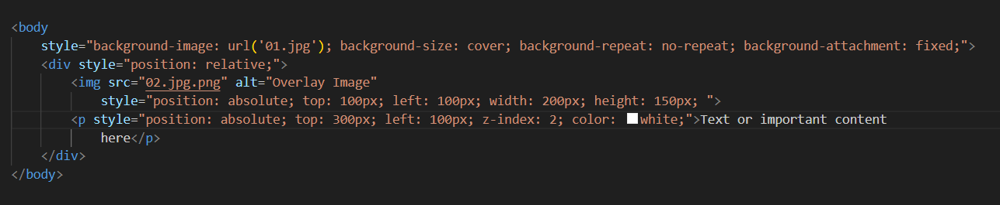 <body
style="background-image: url('01.jpg'); background-size: cover; background-repeat: no-repeat; background-attachment: fixed;">
<div style="position: relative;">
<img src="02.jpg.png" alt="Overlay Image"
style="position: absolute; top: 100px; left: 100px; width: 200px; height: 150px; ">
<p style="position: absolute; top: 300px; left: 100px; z-index: 2; color: white;">Text or important content
here</p>
</div>
</body>